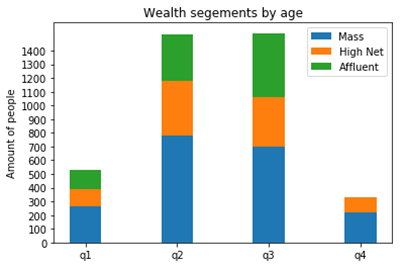 Wealth segements by age
Mass
High Net
Affluent
Amount of people
1400
1300
1200
1100
1000
900
800
700
600
500
400
300
200
100
0
q1 q2 q3 q4